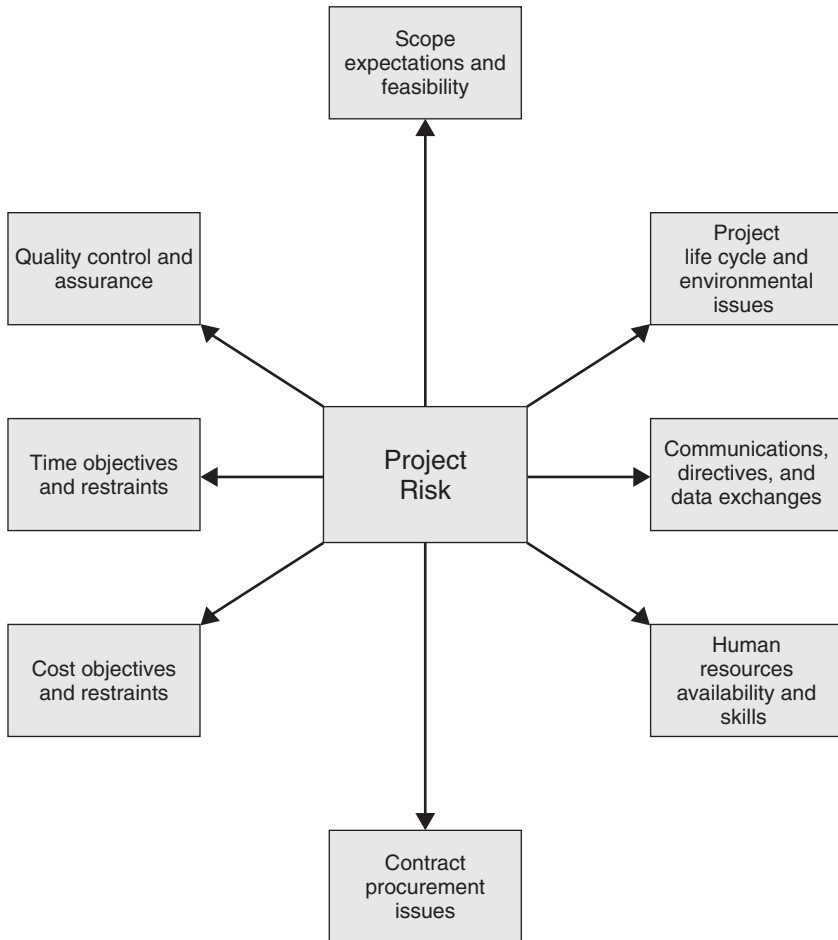 Scope
expectations and
feasibility
Quality control and
assurance
Project
life cycle and
environmental
issues
Time objectives
and restraints
Project
Risk
Communications,
directives, and
data exchanges
Cost objectives
and restraints
Human
resources
availability and
skills
Contract
procurement
issues